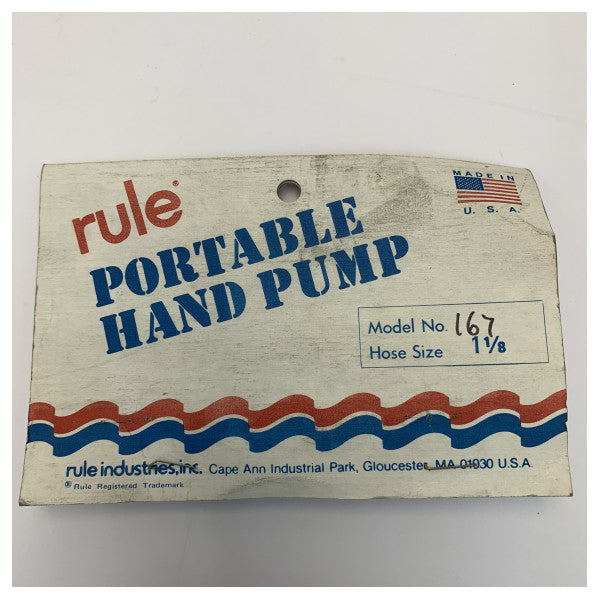 rule®
MADE IN
U. S. A.
PORTABLE
HAND PUMP
Model No. 167
Hose Size 1 1/8
rule industries, inc. Cape Ann Industrial Park, Gloucester, MA 01930 U.S.A.
® Rule Registered Trademark